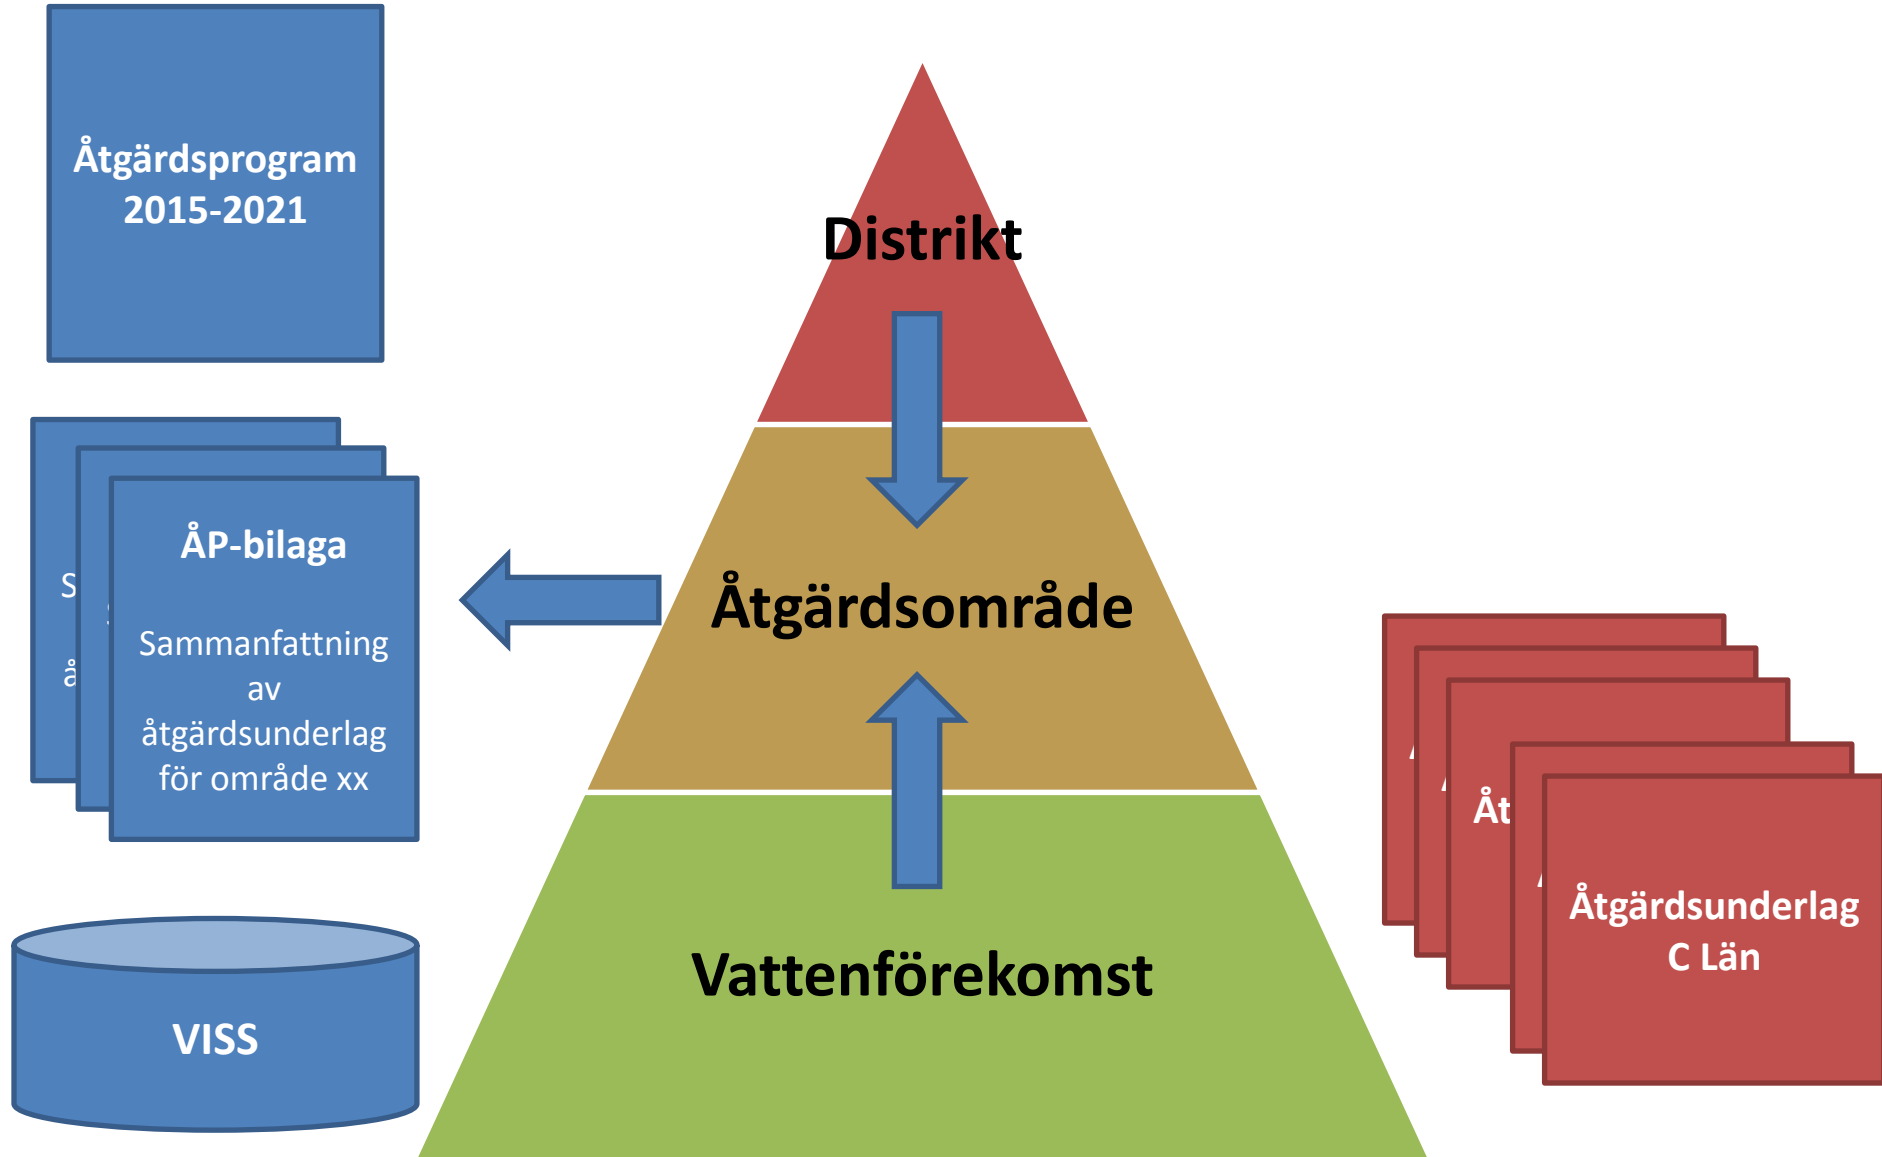 Åtgärdsprogram
2015-2021
Distrikt
ÅP-bilaga
Sammanfattning
av
åtgärdsunderlag
för område xx
Åtgärdsområde
Vattenförekomst
VISS
Åtgärdsunderlag
C Län